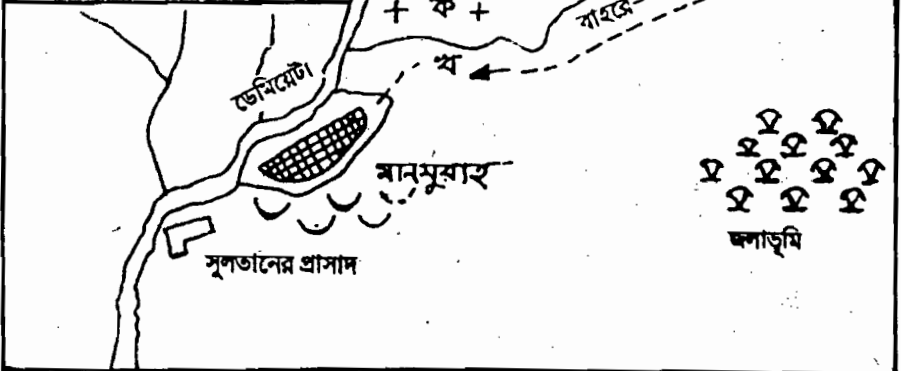 + ক +
বাহরে
খ
ডেমিয়েটা
মানসুরাহ
জলাভূমি
সুলতানের প্রাসাদ